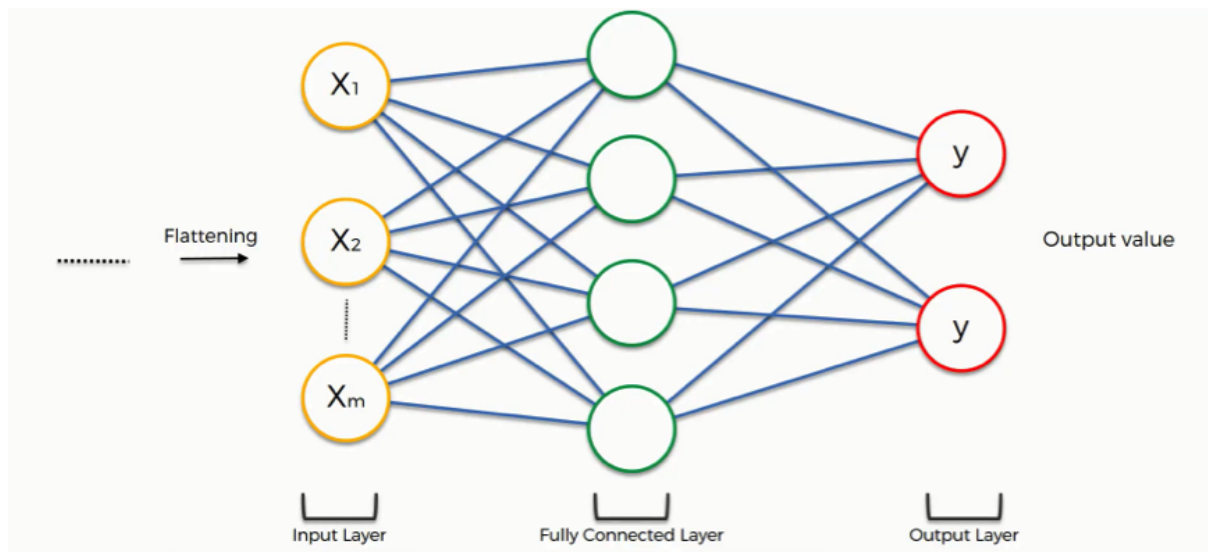 X₁
y
Flattening
X₂
Output value
y
Xₘ
Input Layer
Fully Connected Layer
Output Layer